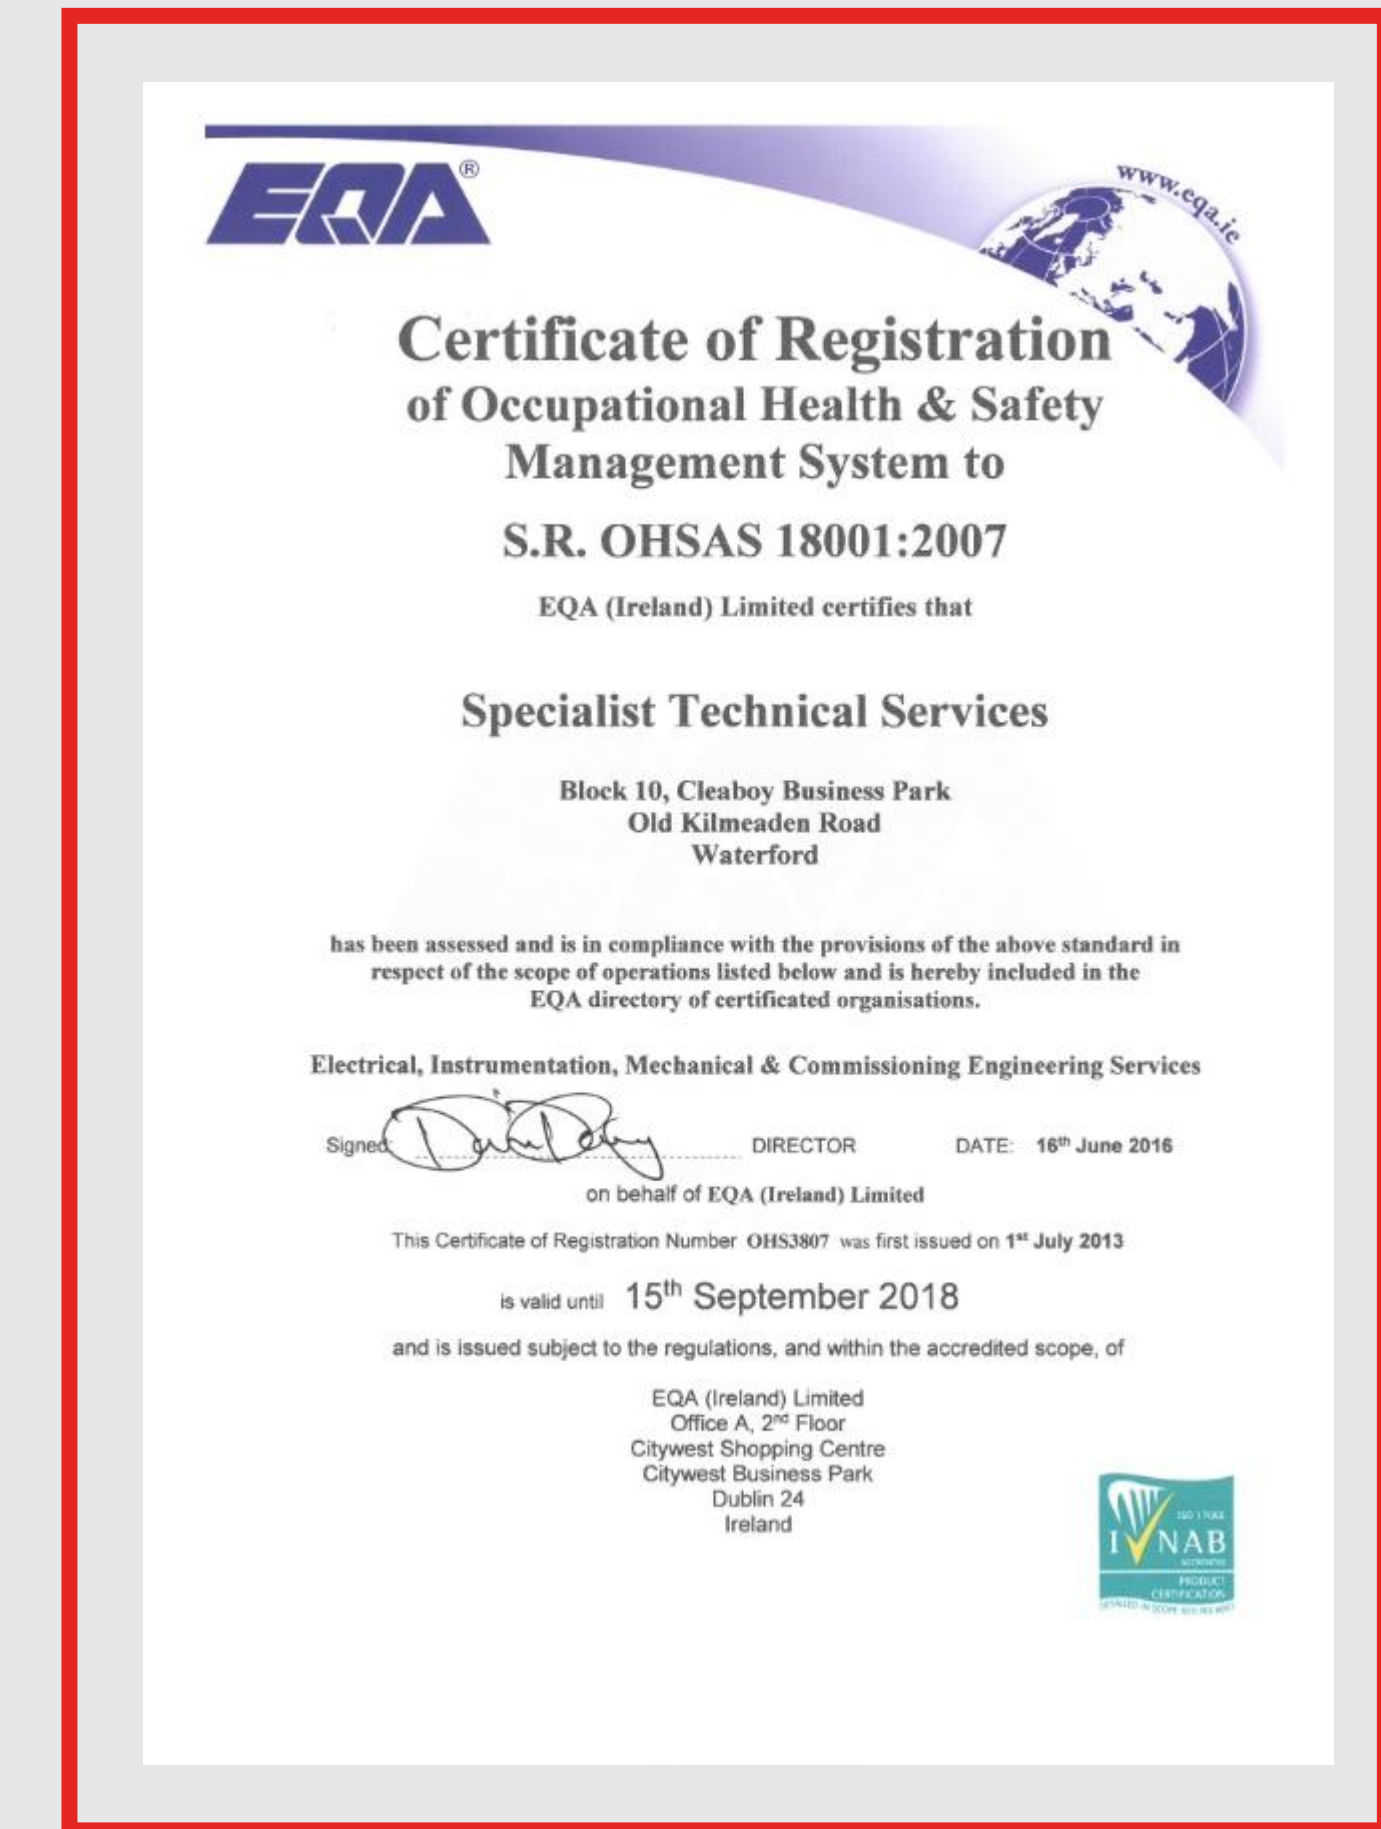 EQA®
www.eqa.ie
Certificate of Registration
of Occupational Health & Safety
Management System to
S.R. OHSAS 18001:2007
EQA (Ireland) Limited certifies that
Specialist Technical Services
Block 10, Cleaboy Business Park
Old Kilmeaden Road
Waterford
has been assessed and is in compliance with the provisions of the above standard in
respect of the scope of operations listed below and is hereby included in the
EQA directory of certificated organisations.
Electrical, Instrumentation, Mechanical & Commissioning Engineering Services
Signed: DIRECTOR DATE: 16th June 2016
on behalf of EQA (Ireland) Limited
This Certificate of Registration Number OHS3807 was first issued on 1st July 2013
is valid until 15th September 2018
and is issued subject to the regulations, and within the accredited scope, of
EQA (Ireland) Limited
Office A, 2nd Floor
Citywest Shopping Centre
Citywest Business Park
Dublin 24
Ireland
INAB
ACCREDITED
PRODUCT
CERTIFICATION